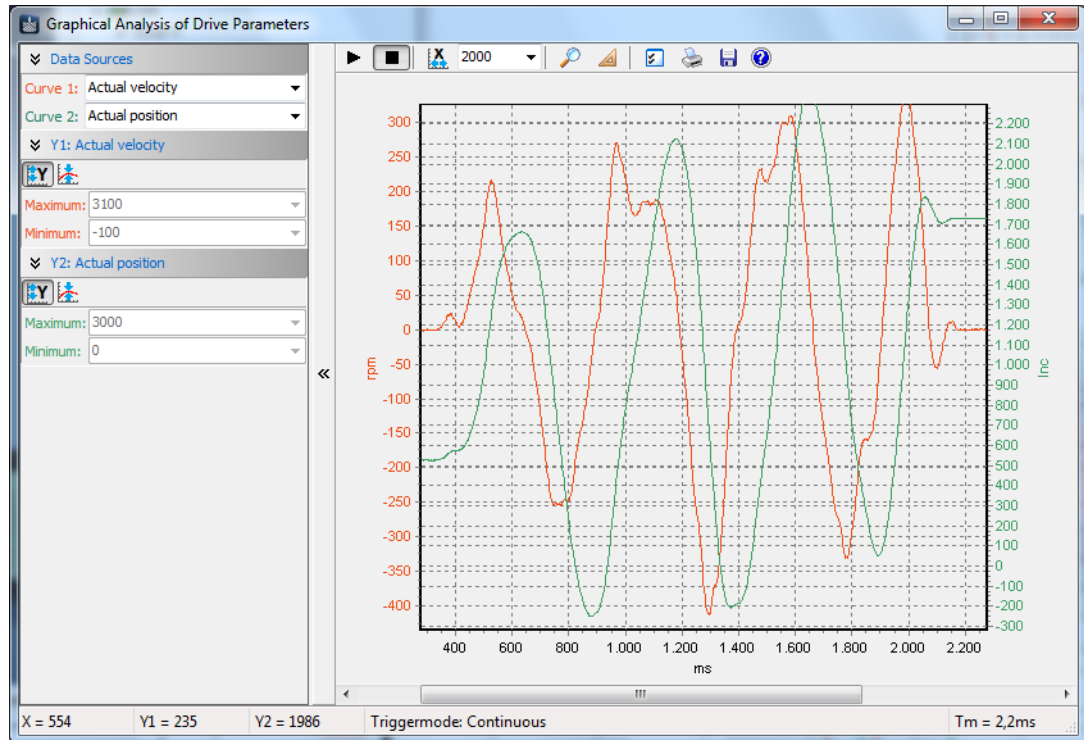 Graphical Analysis of Drive Parameters
Data Sources
Curve 1: Actual velocity
Curve 2: Actual position
Y1: Actual velocity
Y
Maximum: 3100
Minimum: -100
Y2: Actual position
Y
Maximum: 3000
Minimum: 0
«
X 2000
300
250
200
150
100
50
0
-50
-100
-150
-200
-250
-300
-350
-400
rpm
2.200
2.100
2.000
1.900
1.800
1.700
1.600
1.500
1.400
1.300
1.200
1.100
1.000
900
800
700
600
500
400
300
200
100
0
-100
-200
-300
Inc
400 600 800 1.000 1.200 1.400 1.600 1.800 2.000 2.200
ms
X = 554 Y1 = 235 Y2 = 1986 Triggermode: Continuous Tm = 2,2ms